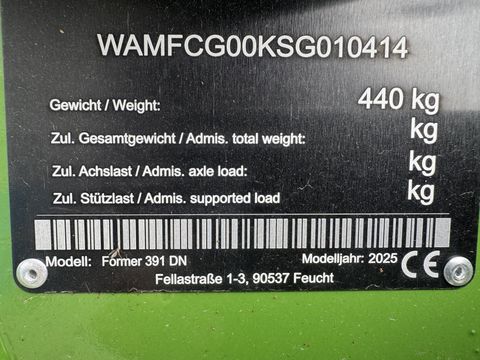 WAMFCG00KSG010414
Gewicht / Weight: 440 kg
Zul. Gesamtgewicht / Admis. total weight: kg
Zul. Achslast / Admis. axle load: kg
Zul. Stützlast / Admis. supported load kg
Modell: Former 391 DN Modelljahr: 2025 CE
Fellastraße 1-3, 90537 Feucht